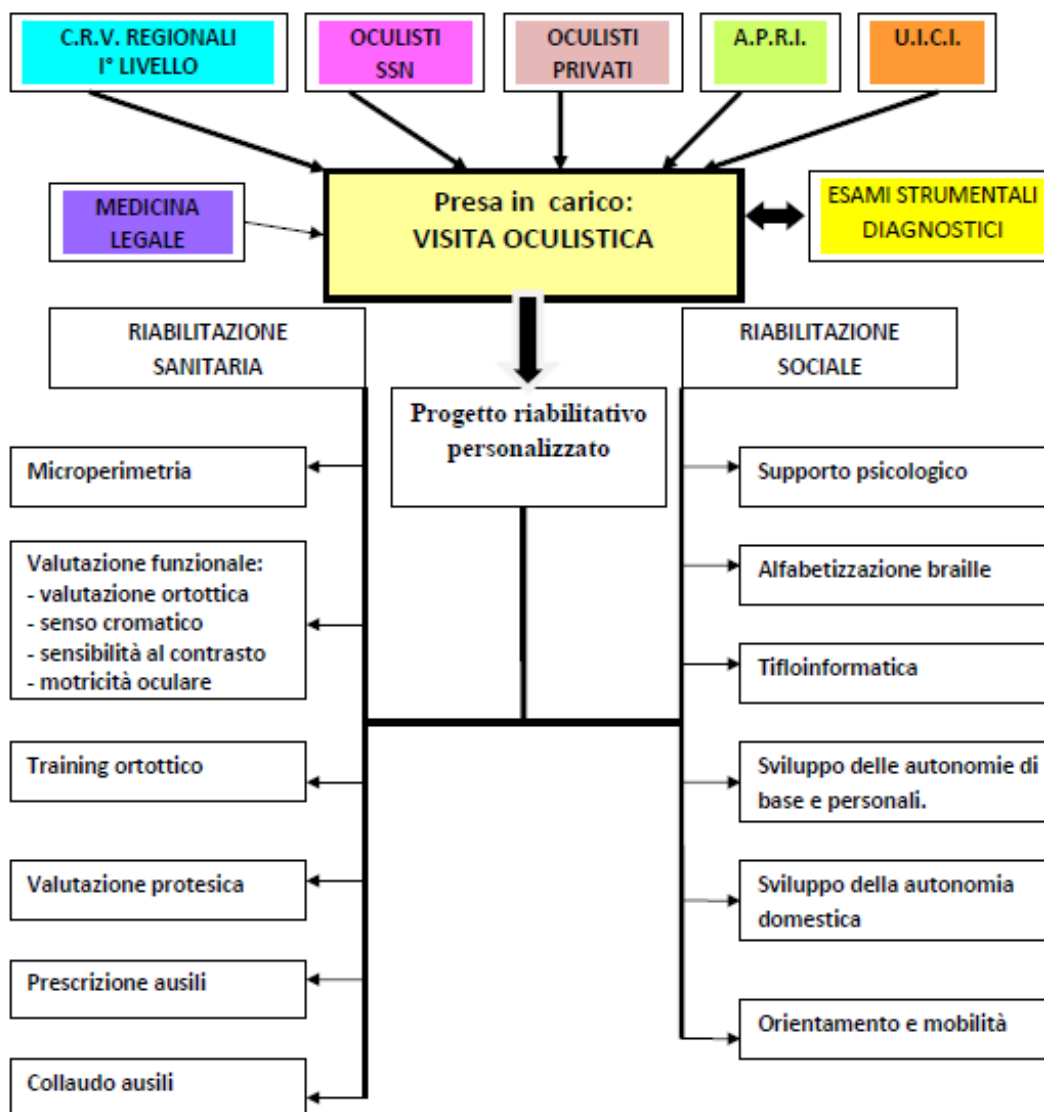 C.R.V. REGIONALI
I° LIVELLO
OCULISTI
SSN
OCULISTI
PRIVATI
A.P.R.I.
U.I.C.I.
MEDICINA
LEGALE
Presa in carico:
VISITA OCULISTICA
ESAMI STRUMENTALI
DIAGNOSTICI
RIABILITAZIONE
SANITARIA
Progetto riabilitativo
personalizzato
RIABILITAZIONE
SOCIALE
Microperimetria
Valutazione funzionale:
- valutazione ortottica
- senso cromatico
- sensibilità al contrasto
- motricità oculare
Training ortottico
Valutazione protesica
Prescrizione ausili
Collaudo ausili
Supporto psicologico
Alfabetizzazione braille
Tifloinformatica
Sviluppo delle autonomie di
base e personali.
Sviluppo della autonomia
domestica
Orientamento e mobilità